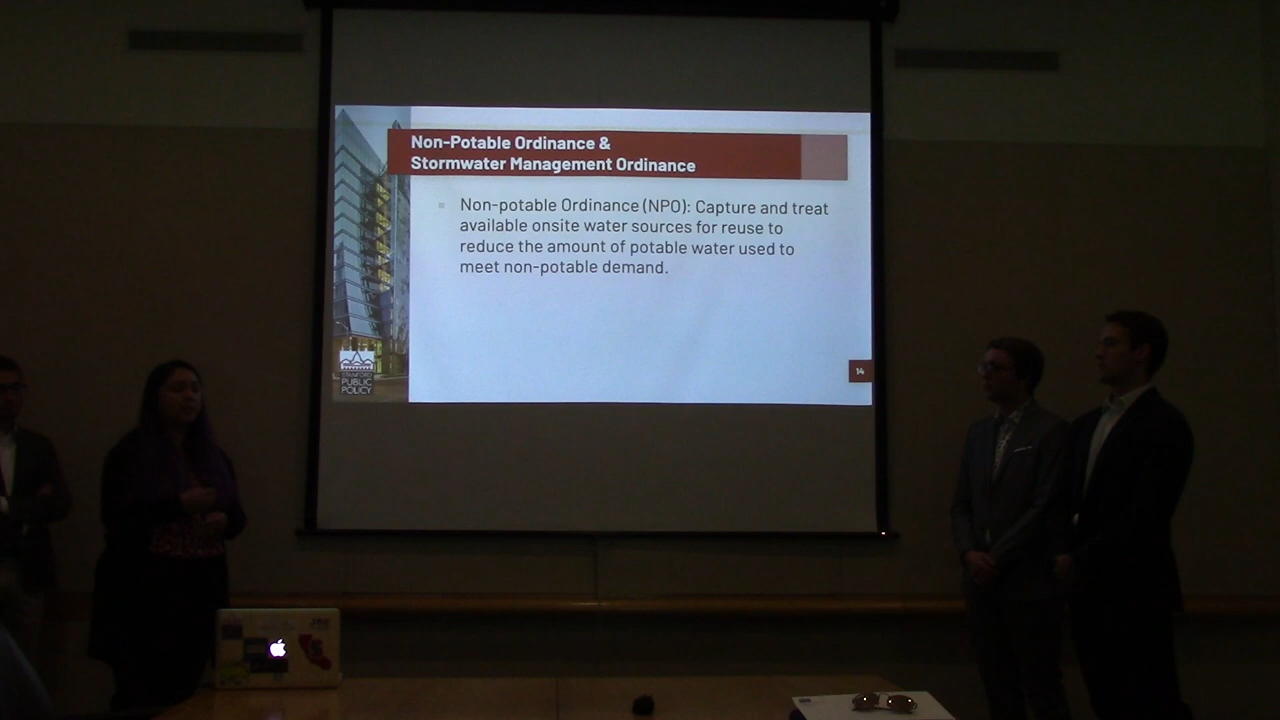 Non-Potable Ordinance &
Stormwater Management Ordinance
Non-potable Ordinance (NPO): Capture and treat
available onsite water sources for reuse to
reduce the amount of potable water used to
meet non-potable demand.
STANFORD
PUBLIC
POLICY
14